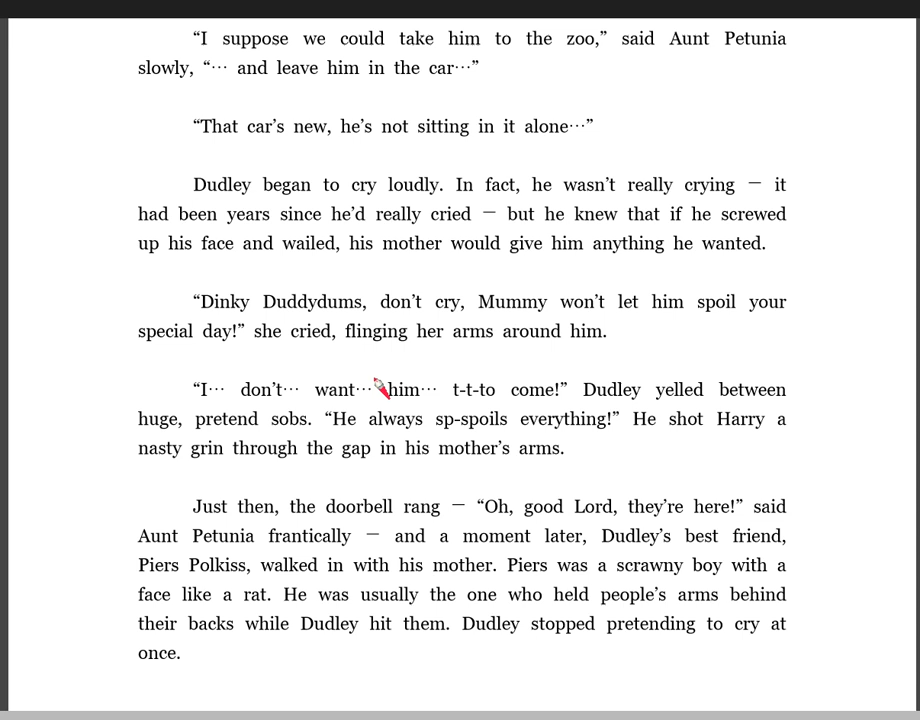 “I suppose we could take him to the zoo,” said Aunt Petunia
slowly, “… and leave him in the car…”
“That car’s new, he’s not sitting in it alone…”
Dudley began to cry loudly. In fact, he wasn’t really crying — it
had been years since he’d really cried — but he knew that if he screwed
up his face and wailed, his mother would give him anything he wanted.
“Dinky Duddydums, don’t cry, Mummy won’t let him spoil your
special day!” she cried, flinging her arms around him.
“I… don’t… want… him… t-t-to come!” Dudley yelled between
huge, pretend sobs. “He always sp-spoils everything!” He shot Harry a
nasty grin through the gap in his mother’s arms.
Just then, the doorbell rang — “Oh, good Lord, they’re here!” said
Aunt Petunia frantically — and a moment later, Dudley’s best friend,
Piers Polkiss, walked in with his mother. Piers was a scrawny boy with a
face like a rat. He was usually the one who held people’s arms behind
their backs while Dudley hit them. Dudley stopped pretending to cry at
once.